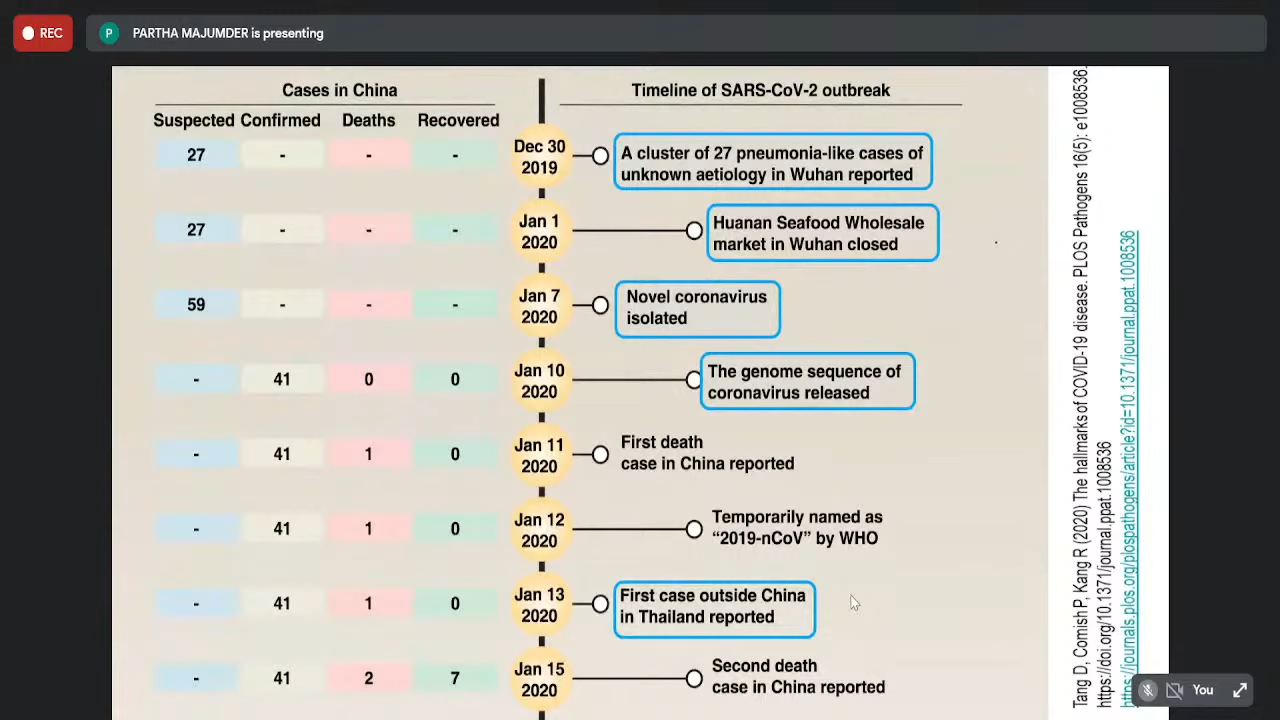 REC
P
PARTHA MAJUMDER is presenting
Cases in China
Timeline of SARS-CoV-2 outbreak
Suspected Confirmed Deaths Recovered
27 - - -
Dec 30
2019
A cluster of 27 pneumonia-like cases of
unknown aetiology in Wuhan reported
27 - - -
Jan 1
2020
Huanan Seafood Wholesale
market in Wuhan closed
59 - - -
Jan 7
2020
Novel coronavirus
isolated
- 41 0 0
Jan 10
2020
The genome sequence of
coronavirus released
- 41 1 0
Jan 11
2020
First death
case in China reported
- 41 1 0
Jan 12
2020
Temporarily named as
“2019-nCoV” by WHO
- 41 1 0
Jan 13
2020
First case outside China
in Thailand reported
- 41 2 7
Jan 15
2020
Second death
case in China reported
Tang D, Comish P, Kang R (2020) The hallmarks of COVID-19 disease. PLOS Pathogens 16(5): e1008536.
https://doi.org/10.1371/journal.ppat.1008536
https://journals.plos.org/plospathogens/article?id=10.1371/journal.ppat.1008536
You